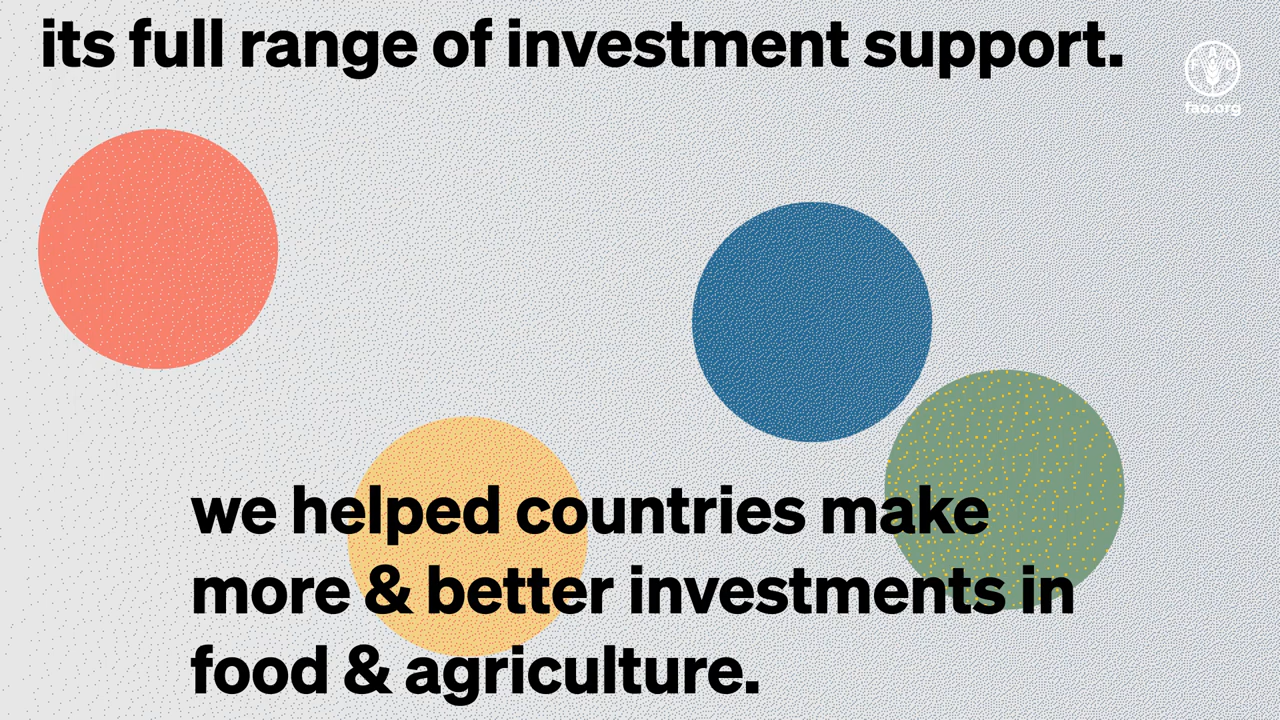 its full range of investment support.
F A O
fao.org
we helped countries make
more & better investments in
food & agriculture.